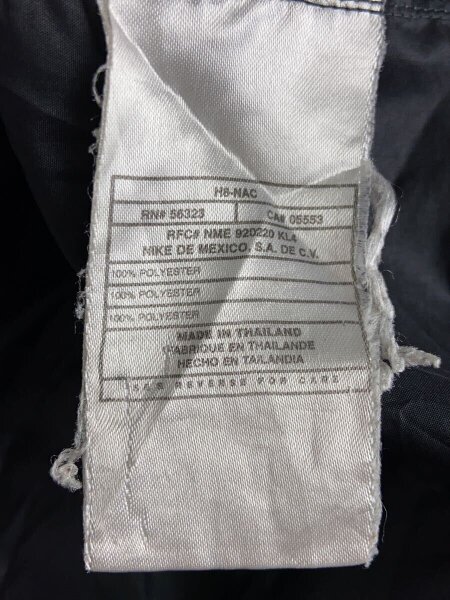 H8-NAC
RN# 56323 CA# 05553
RFC# NME 920220 KL4
NIKE DE MEXICO, S.A. DE C.V.
100% POLYESTER
100% POLYESTER
100% POLYESTER
MADE IN THAILAND
FABRIQUE EN THAILANDE
HECHO EN TAILANDIA
SEE REVERSE FOR CARE